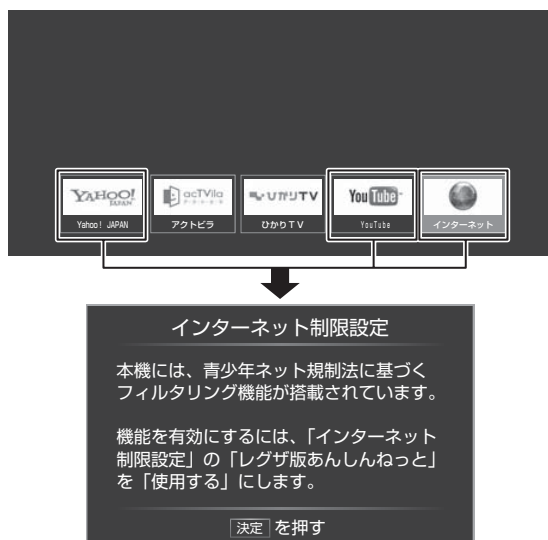 YAHOO!
JAPAN
acTVila
ひかりTV
You Tube
Yahoo! JAPAN
アクトビラ
ひかりTV
YouTube
インターネット
インターネット制限設定
本機には、青少年ネット規制法に基づく
フィルタリング機能が搭載されています。
機能を有効にするには、「インターネット
制限設定」の「レグザ版あんしんねっと」
を「使用する」にします。
決定 を押す